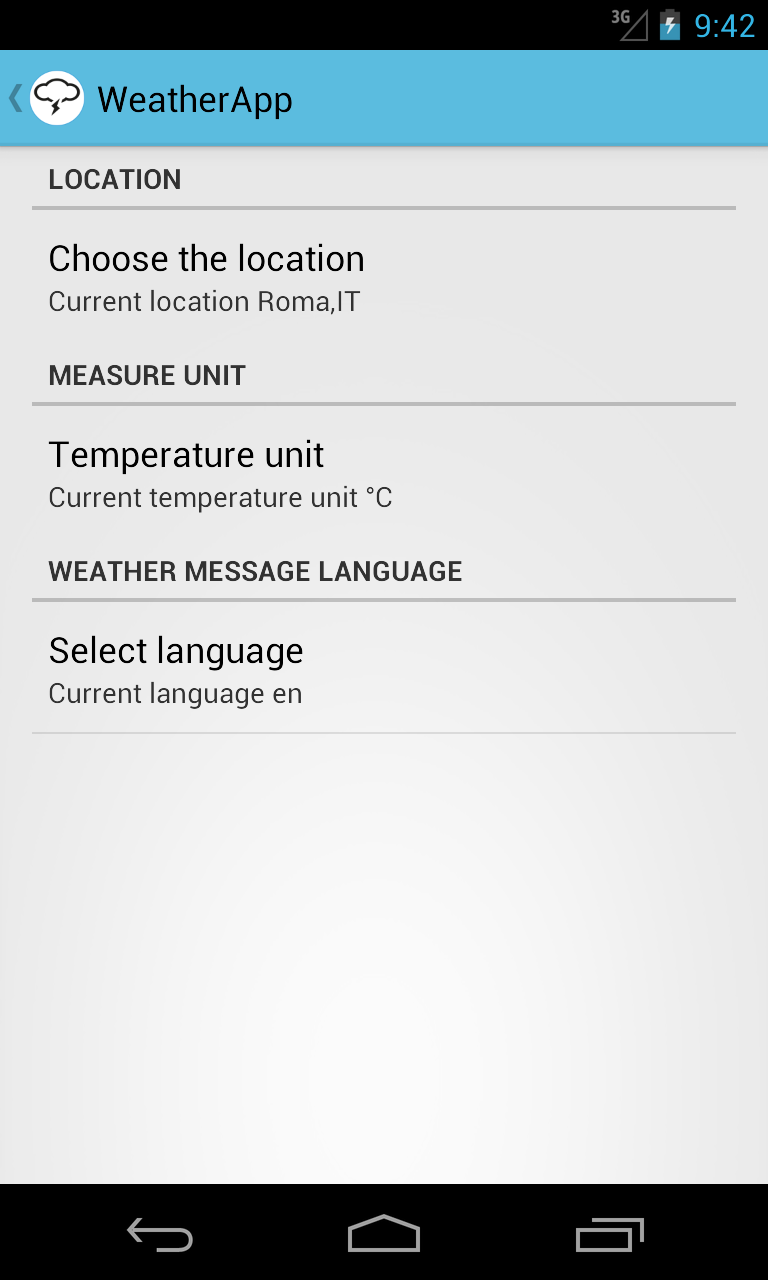 3G 9:42
WeatherApp
LOCATION
Choose the location
Current location Roma,IT
MEASURE UNIT
Temperature unit
Current temperature unit °C
WEATHER MESSAGE LANGUAGE
Select language
Current language en